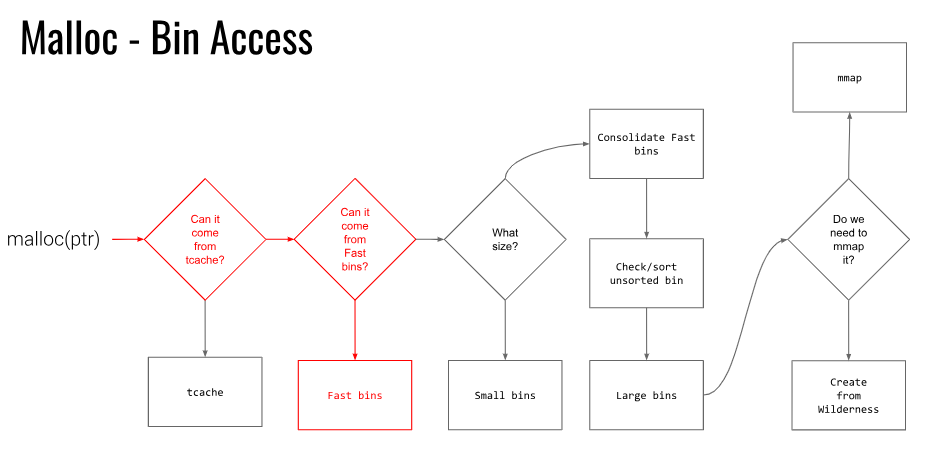 Malloc - Bin Access
malloc(ptr)
Can it
come
from
tcache?
tcache
Can it
come
from
Fast
bins?
Fast bins
What
size?
Small bins
Consolidate Fast
bins
Check/sort
unsorted bin
Large bins
Do we
need to
mmap
it?
mmap
Create
from
Wilderness